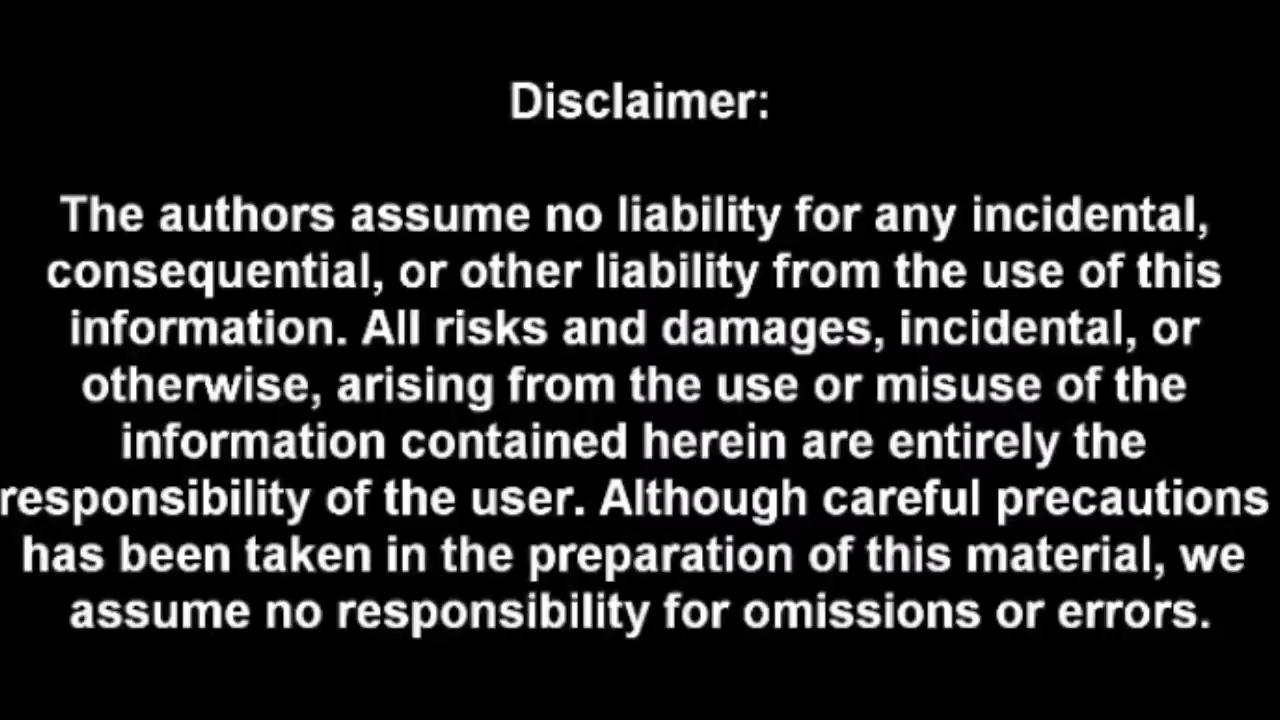 Disclaimer:
The authors assume no liability for any incidental,
consequential, or other liability from the use of this
information. All risks and damages, incidental, or
otherwise, arising from the use or misuse of the
information contained herein are entirely the
responsibility of the user. Although careful precautions
has been taken in the preparation of this material, we
assume no responsibility for omissions or errors.